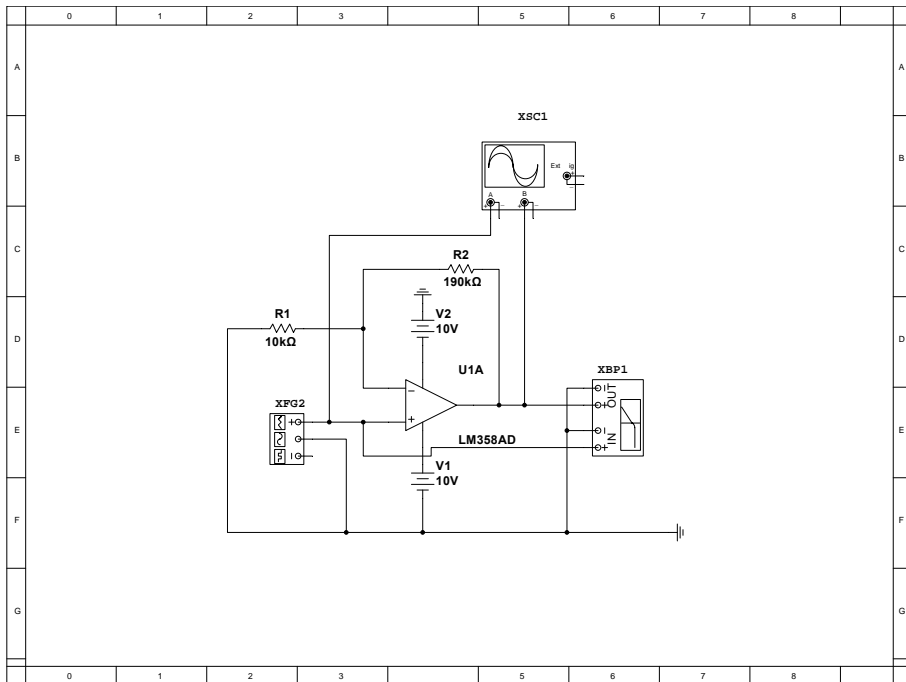 0 1 2 3 5 6 7 8
A A
B B
C C
D D
E E
F F
G G
0 1 2 3 5 6 7 8
XSC1
Ext ig
+
_
A B
+ _ + _
R2
190kΩ
R1
10kΩ
V2
10V
U1A
XBP1
XFG2
LM358AD
OUT
IN
V1
10V